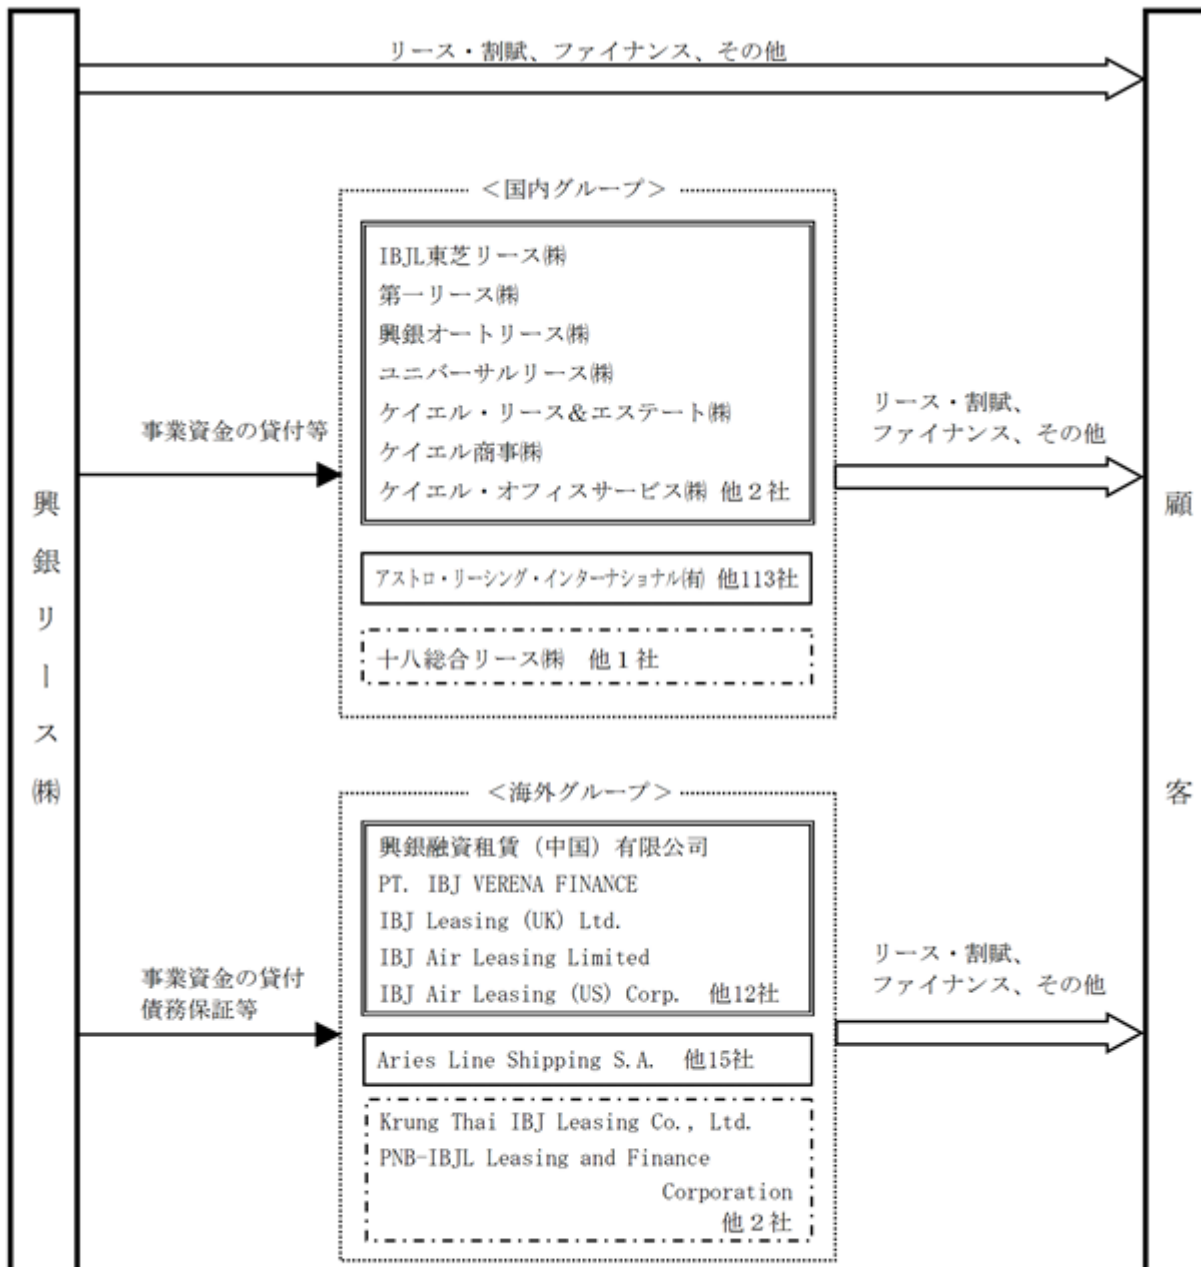 リース・割賦、ファイナンス、その他
＜国内グループ＞
IBJL東芝リース㈱
第一リース㈱
興銀オートリース㈱
ユニバーサルリース㈱
ケイエル・リース＆エステート㈱
ケイエル商事㈱
ケイエル・オフィスサービス㈱ 他２社
アストロ・リーシング・インターナショナル㈲ 他113社
十八総合リース㈱　他１社
事業資金の貸付等
リース・割賦、
ファイナンス、その他
興銀リース㈱
顧客
＜海外グループ＞
興銀融資租賃（中国）有限公司
PT. IBJ VERENA FINANCE
IBJ Leasing (UK) Ltd.
IBJ Air Leasing Limited
IBJ Air Leasing (US) Corp.　他12社
Aries Line Shipping S.A.　他15社
Krung Thai IBJ Leasing Co., Ltd.
PNB-IBJL Leasing and Finance
Corporation
他２社
事業資金の貸付
債務保証等
リース・割賦、
ファイナンス、その他